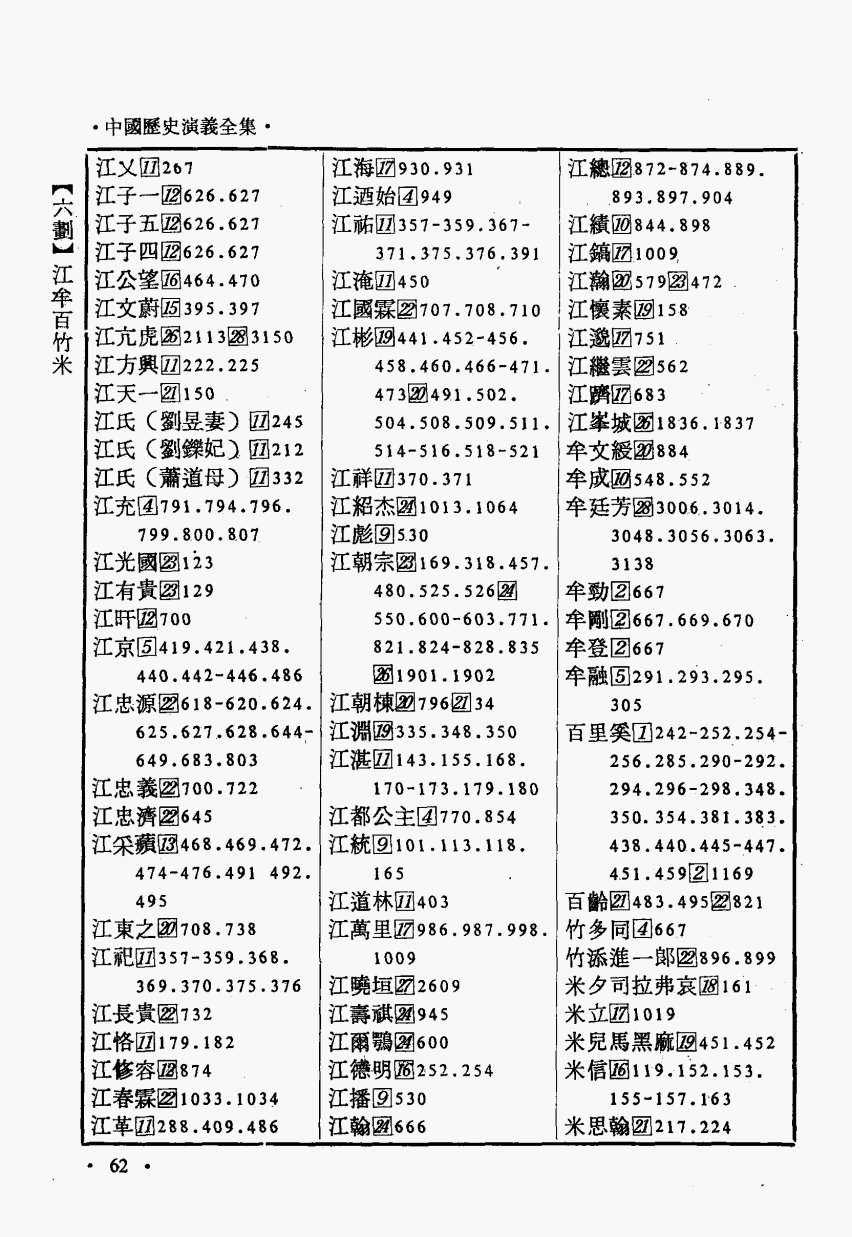 ·中國歷史演義全集·
【六劃】江牟百竹米
江乂⑪267
江子一⑫626.627
江子五⑫626.627
江子四⑫626.627
江公望⑯464.470
江文蔚⑮395.397
江亢虎㉖2113㉘3150
江方興⑪222.225
江天一㉑150
江氏（劉昱妻）⑪245
江氏（劉鑠妃）⑪212
江氏（蕭道母）⑪332
江充④791.794.796.
799.800.807
江光國㉓123
江有貴㉓129
江旰⑫700
江京⑤419.421.438.
440.442-446.486
江忠源㉒618-620.624.
625.627.628.644-
649.683.803
江忠義㉒700.722
江忠濟㉒645
江采蘋⑬468.469.472.
474-476.491 492.
495
江東之⑳708.738
江祀⑪357-359.368.
369.370.375.376
江長貴㉒732
江恪⑪179.182
江修容⑫874
江春霖㉒1033.1034
江革⑪288.409.486
江海⑰930.931
江迺始④949
江祏⑪357-359.367-
371.375.376.391
江淹⑪450
江國霖㉒707.708.710
江彬⑲441.452-456.
458.460.466-471.
473⑳491.502.
504.508.509.511.
514-516.518-521
江祥⑪370.371
江紹杰㉔1013.1064
江彪⑨530
江朝宗㉓169.318.457.
480.525.526㉔
550.600-603.771.
821.824-828.835
㉖1901.1902
江朝棟⑳796㉑34
江淵⑲335.348.350
江湛⑪143.155.168.
170-173.179.180
江都公主④770.854
江統⑨101.113.118.
165
江道林⑪403
江萬里⑰986.987.998.
1009
江曉垣㉗2609
江壽祺㉔945
江爾鶚㉔600
江德明⑯252.254
江播⑨530
江翰㉔666
江總⑫872-874.889.
893.897.904
江績⑩844.898
江鎬⑰1009
江瀚⑳579㉓472
江懷素⑲158
江邈⑰751
江繼雲㉒562
江躋⑰683
江峯城㉖1836.1837
牟文綬⑳884
牟成⑩548.552
牟廷芳㉘3006.3014.
3048.3056.3063.
3138
牟勁②667
牟剛②667.669.670
牟登②667
牟融⑤291.293.295.
305
百里奚①242-252.254-
256.285.290-292.
294.296-298.348.
350.354.381.383.
438.440.445-447.
451.459②1169
百齡㉑483.495㉒821
竹多同④667
竹添進一郎㉒896.899
米夕司拉弗哀⑱161
米立⑰1019
米兒馬黑麻⑲451.452
米信⑯119.152.153.
155-157.163
米思翰㉑217.224
·62·